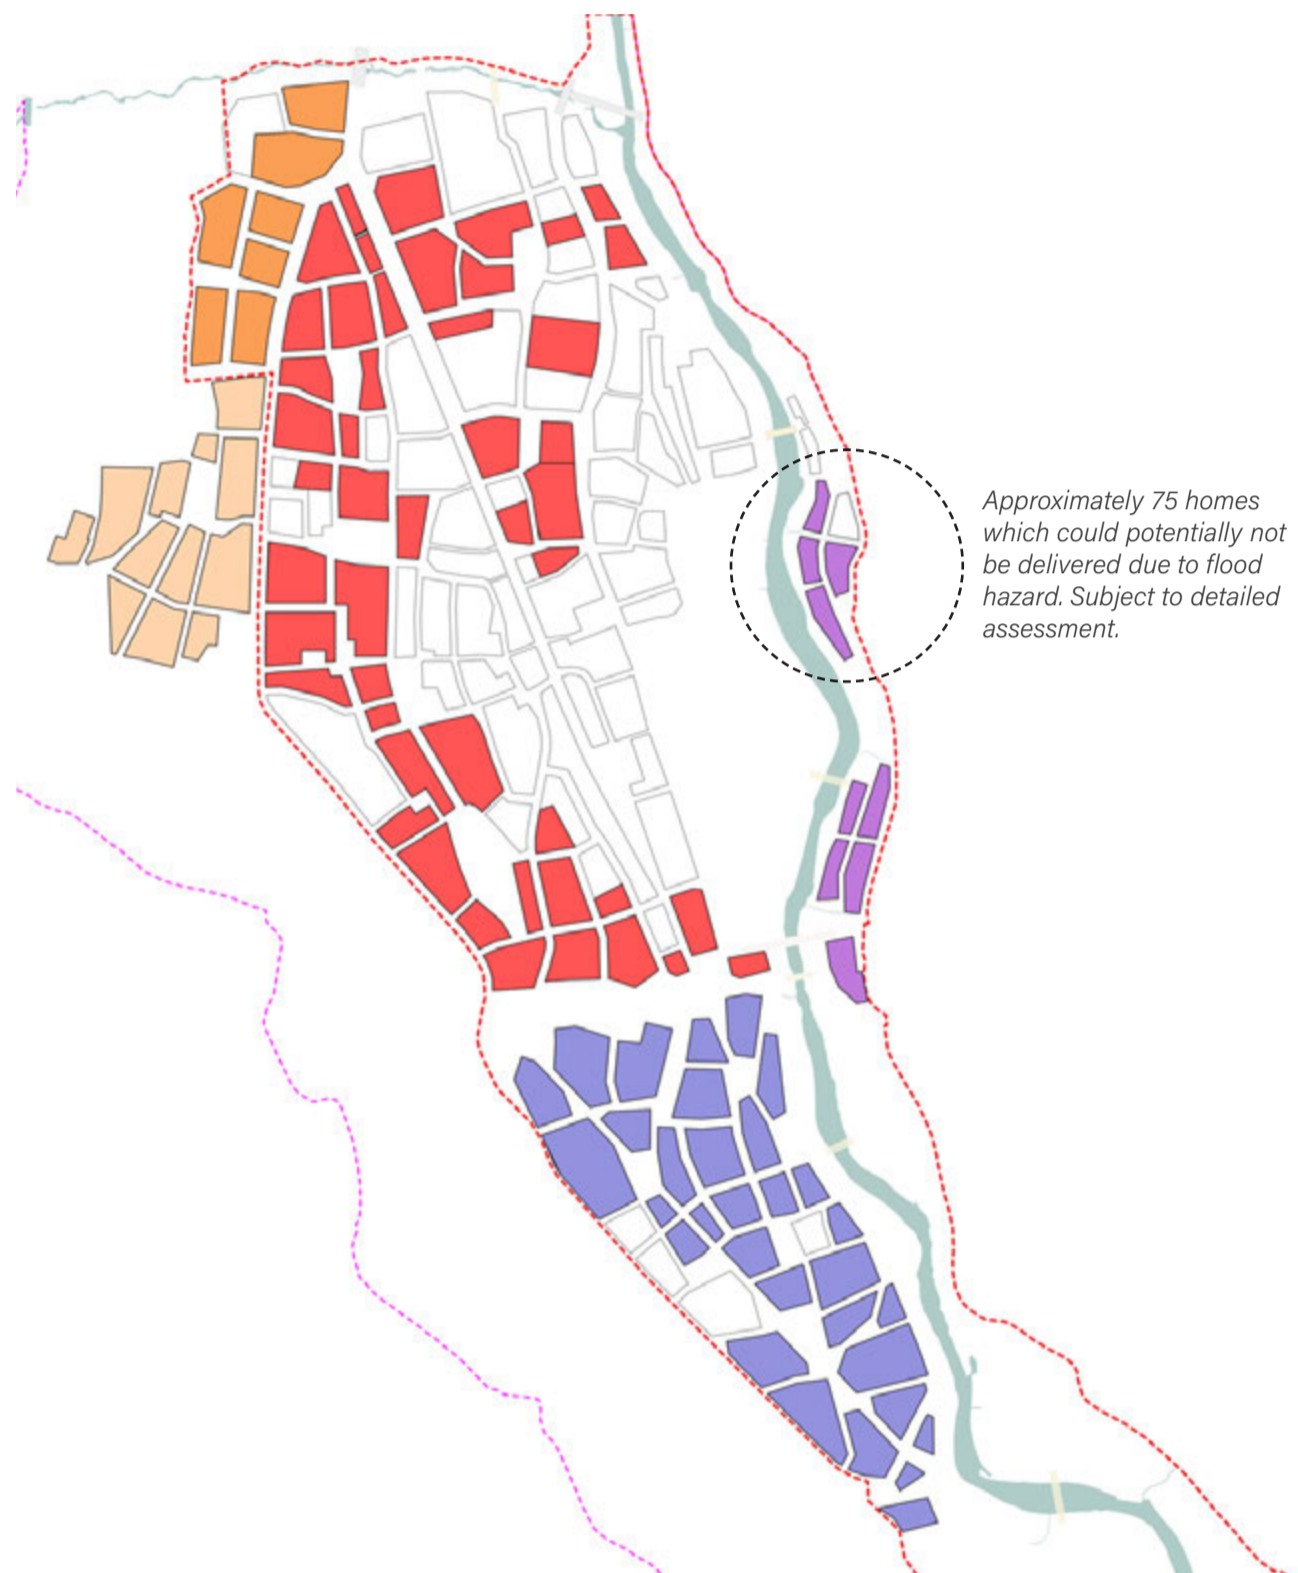 Approximately 75 homes
which could potentially not
be delivered due to flood
hazard. Subject to detailed
assessment.